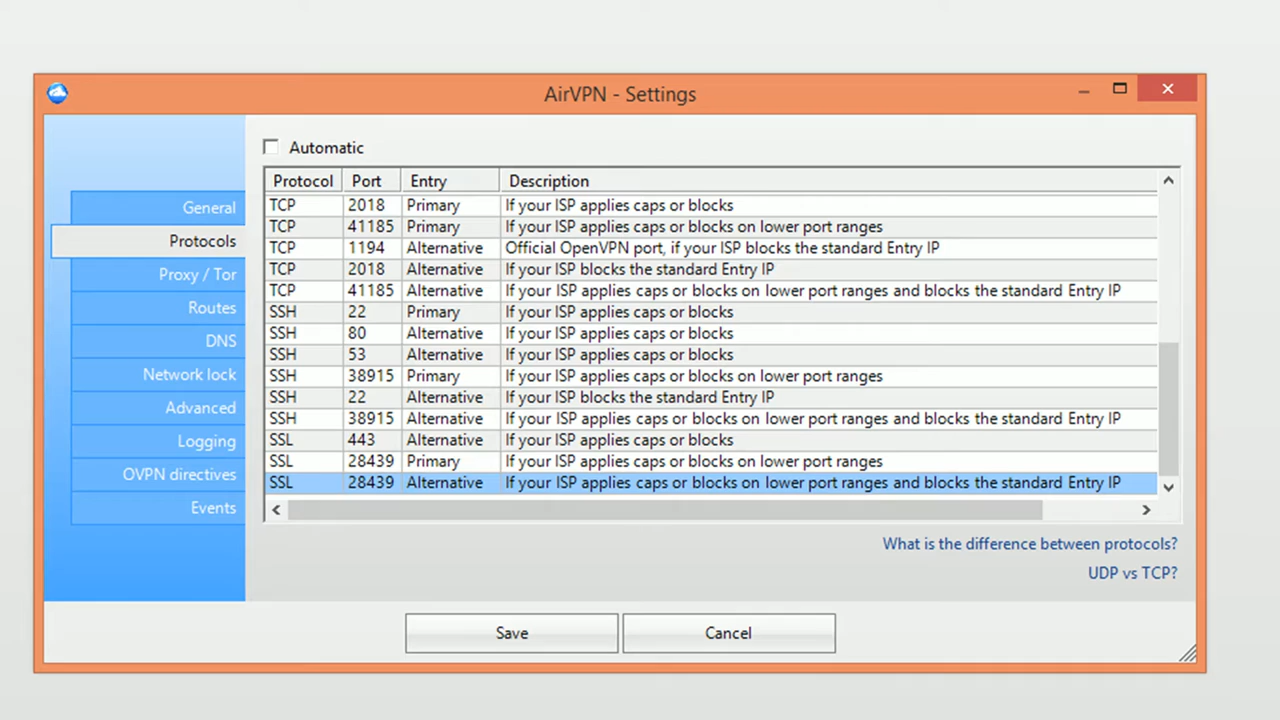 AirVPN - Settings
Automatic
General
Protocols
Proxy / Tor
Routes
DNS
Network lock
Advanced
Logging
OVPN directives
Events
Protocol Port Entry Description
TCP 2018 Primary If your ISP applies caps or blocks
TCP 41185 Primary If your ISP applies caps or blocks on lower port ranges
TCP 1194 Alternative Official OpenVPN port, if your ISP blocks the standard Entry IP
TCP 2018 Alternative If your ISP blocks the standard Entry IP
TCP 41185 Alternative If your ISP applies caps or blocks on lower port ranges and blocks the standard Entry IP
SSH 22 Primary If your ISP applies caps or blocks
SSH 80 Alternative If your ISP applies caps or blocks
SSH 53 Alternative If your ISP applies caps or blocks
SSH 38915 Primary If your ISP applies caps or blocks on lower port ranges
SSH 22 Alternative If your ISP blocks the standard Entry IP
SSH 38915 Alternative If your ISP applies caps or blocks on lower port ranges and blocks the standard Entry IP
SSL 443 Alternative If your ISP applies caps or blocks
SSL 28439 Primary If your ISP applies caps or blocks on lower port ranges
SSL 28439 Alternative If your ISP applies caps or blocks on lower port ranges and blocks the standard Entry IP
What is the difference between protocols?
UDP vs TCP?
Save Cancel